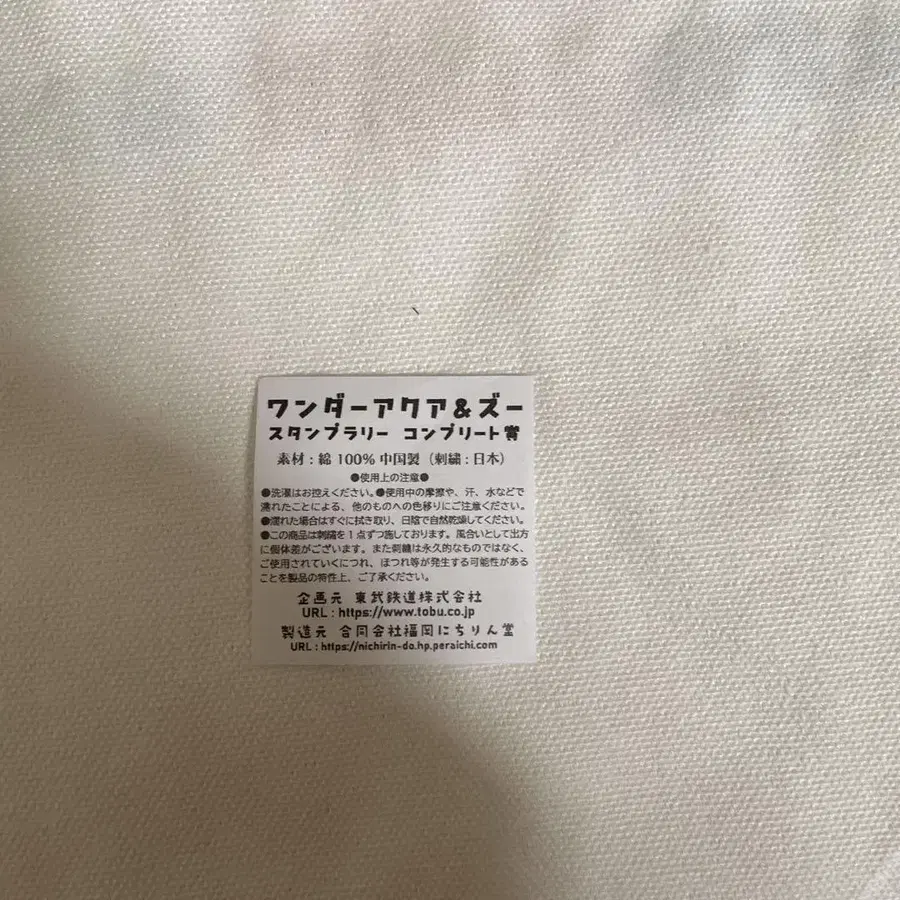 ワンダーアクア&ズー
スタンプラリー コンプリート賞
素材:綿 100% 中国製(刺繍:日本)
●使用上の注意●
●洗濯はお控えください。●使用中の摩擦や、汗、水などで
濡れたことによる、他のものへの色移りにご注意ください。
●濡れた場合はすぐに拭き取り、日陰で自然乾燥してください。
●この商品は刺繍を1点ずつ施しております。風合いとして出方
に個体差がございます。また刺繍は永久的なものではなく、
ご使用されていくにつれ、ほつれ等が発生する可能性がある
ことを製品の特性上、ご了承ください。
企画元 東武鉄道株式会社
URL:https://www.tobu.co.jp
製造元 合同会社福岡にちりん堂
URL:https://nichirin-do.hp.peraichi.com